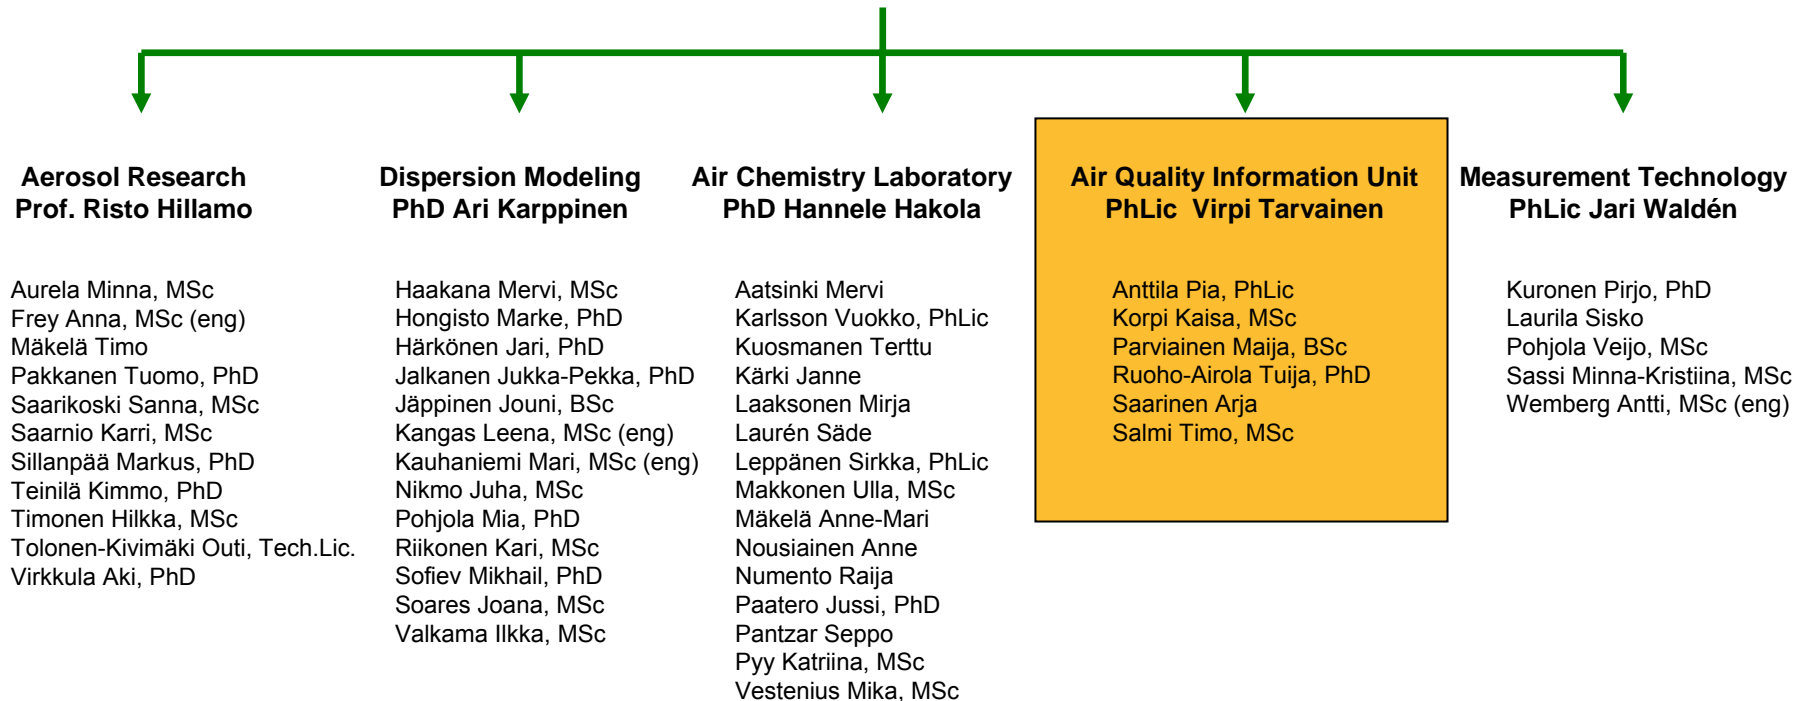 Aerosol Research
Prof. Risto Hillamo
Aurela Minna, MSc
Frey Anna, MSc (eng)
Mäkelä Timo
Pakkanen Tuomo, PhD
Saarikoski Sanna, MSc
Saarnio Karri, MSc
Sillanpää Markus, PhD
Teinilä Kimmo, PhD
Timonen Hilkka, MSc
Tolonen-Kivimäki Outi, Tech.Lic.
Virkkula Aki, PhD
Dispersion Modeling
PhD Ari Karppinen
Haakana Mervi, MSc
Hongisto Marke, PhD
Härkönen Jari, PhD
Jalkanen Jukka-Pekka, PhD
Jäppinen Jouni, BSc
Kangas Leena, MSc (eng)
Kauhaniemi Mari, MSc (eng)
Nikmo Juha, MSc
Pohjola Mia, PhD
Riikonen Kari, MSc
Sofiev Mikhail, PhD
Soares Joana, MSc
Valkama Ilkka, MSc
Air Chemistry Laboratory
PhD Hannele Hakola
Aatsinki Mervi
Karlsson Vuokko, PhLic
Kuosmanen Terttu
Kärki Janne
Laaksonen Mirja
Laurén Säde
Leppänen Sirkka, PhLic
Makkonen Ulla, MSc
Mäkelä Anne-Mari
Nousiainen Anne
Numento Raija
Paatero Jussi, PhD
Pantzar Seppo
Pyy Katriina, MSc
Vestenius Mika, MSc
Air Quality Information Unit
PhLic Virpi Tarvainen
Anttila Pia, PhLic
Korpi Kaisa, MSc
Parviainen Maija, BSc
Ruoho-Airola Tuija, PhD
Saarinen Arja
Salmi Timo, MSc
Measurement Technology
PhLic Jari Waldén
Kuronen Pirjo, PhD
Laurila Sisko
Pohjola Veijo, MSc
Sassi Minna-Kristiina, MSc
Wemberg Antti, MSc (eng)